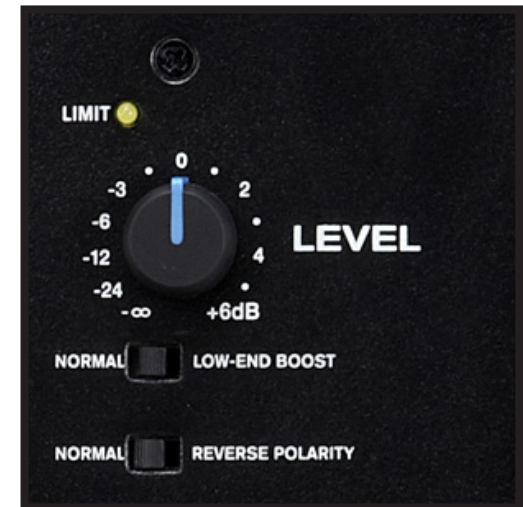 LIMIT
0
-3 2
-6
LEVEL
-12 4
-24
-∞ +6dB
NORMAL LOW-END BOOST
NORMAL REVERSE POLARITY